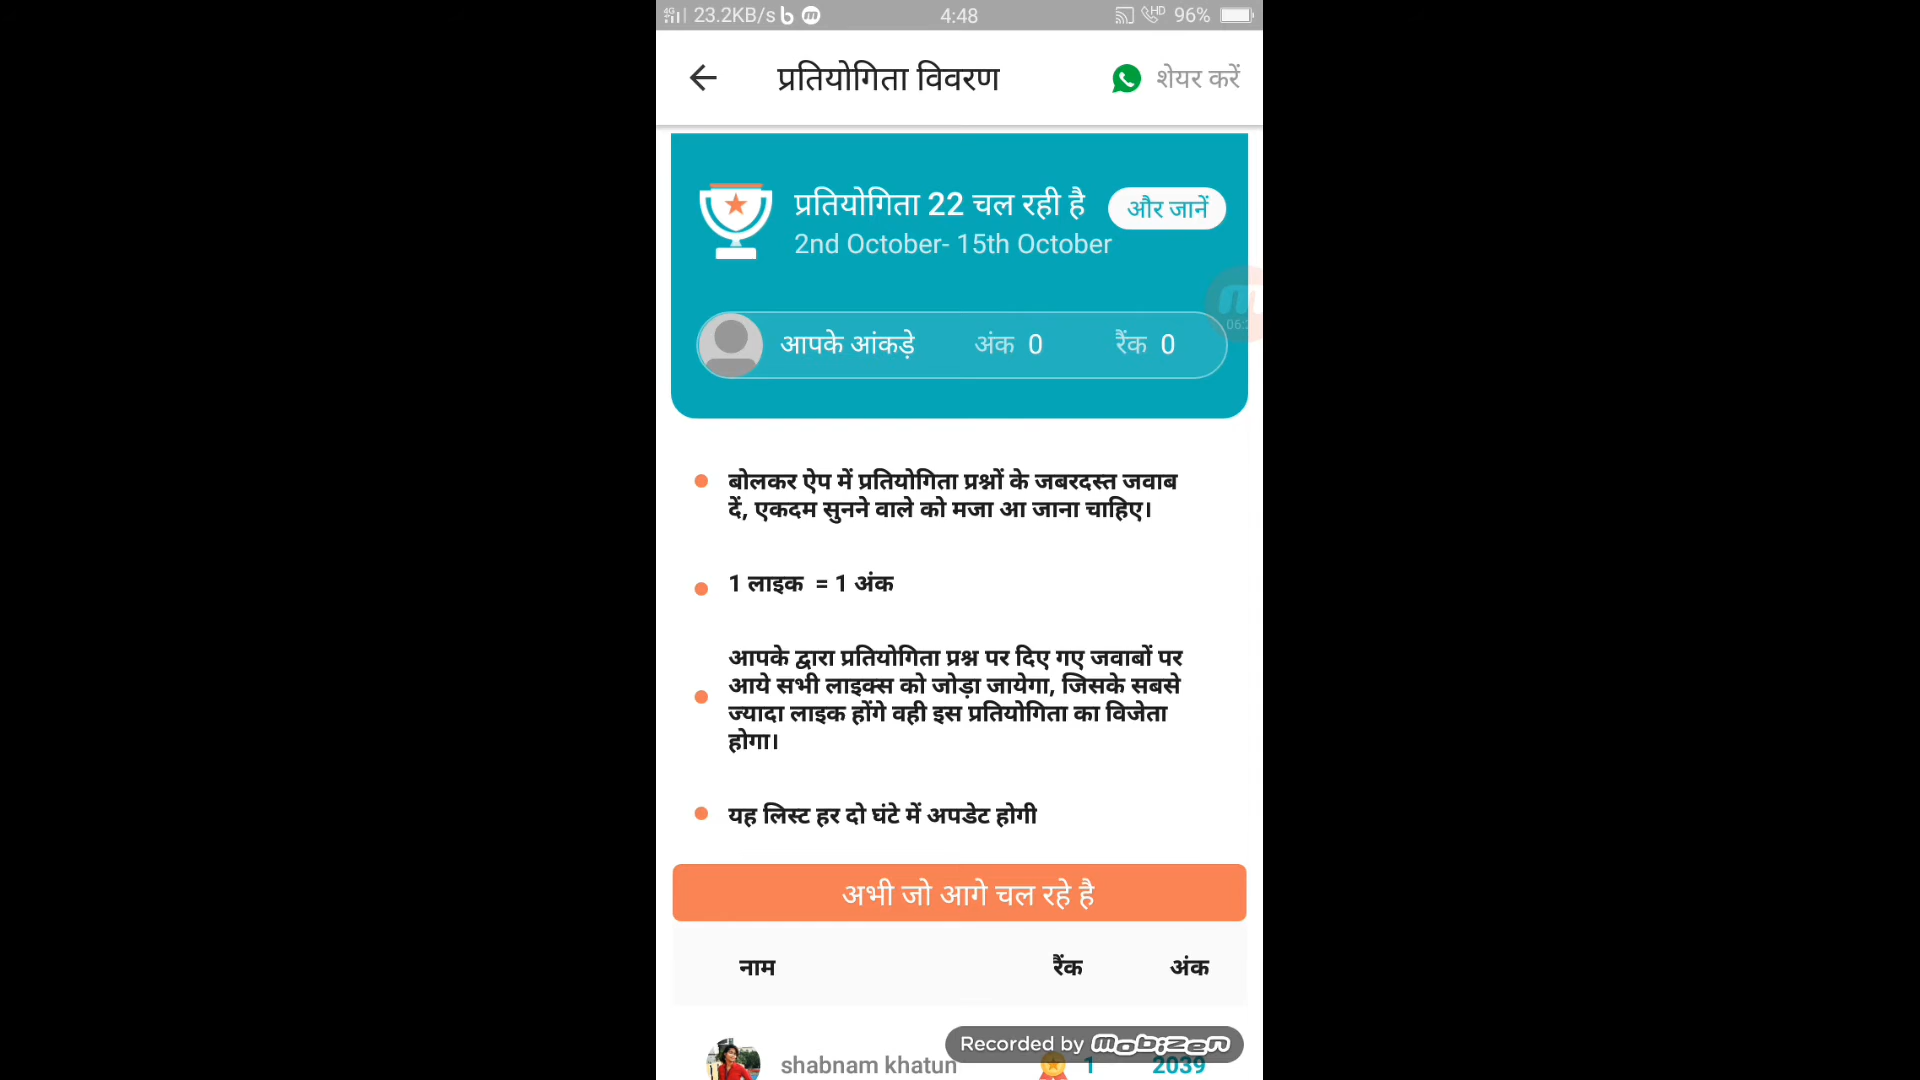 4G 23.2KB/s b m 4:48 HD 96%
प्रतियोगिता विवरण
शेयर करें
प्रतियोगिता 22 चल रही है
और जानें
2nd October- 15th October
आपके आंकड़े अंक 0 रैंक 0
बोलकर ऐप में प्रतियोगिता प्रश्नों के जबरदस्त जवाब
दें, एकदम सुनने वाले को मजा आ जाना चाहिए।
1 लाइक = 1 अंक
आपके द्वारा प्रतियोगिता प्रश्न पर दिए गए जवाबों पर
आये सभी लाइक्स को जोड़ा जायेगा, जिसके सबसे
ज्यादा लाइक होंगे वही इस प्रतियोगिता का विजेता
होगा।
यह लिस्ट हर दो घंटे में अपडेट होगी
अभी जो आगे चल रहे है
नाम रैंक अंक
Recorded by mobizen
shabnam khatun 1 2039